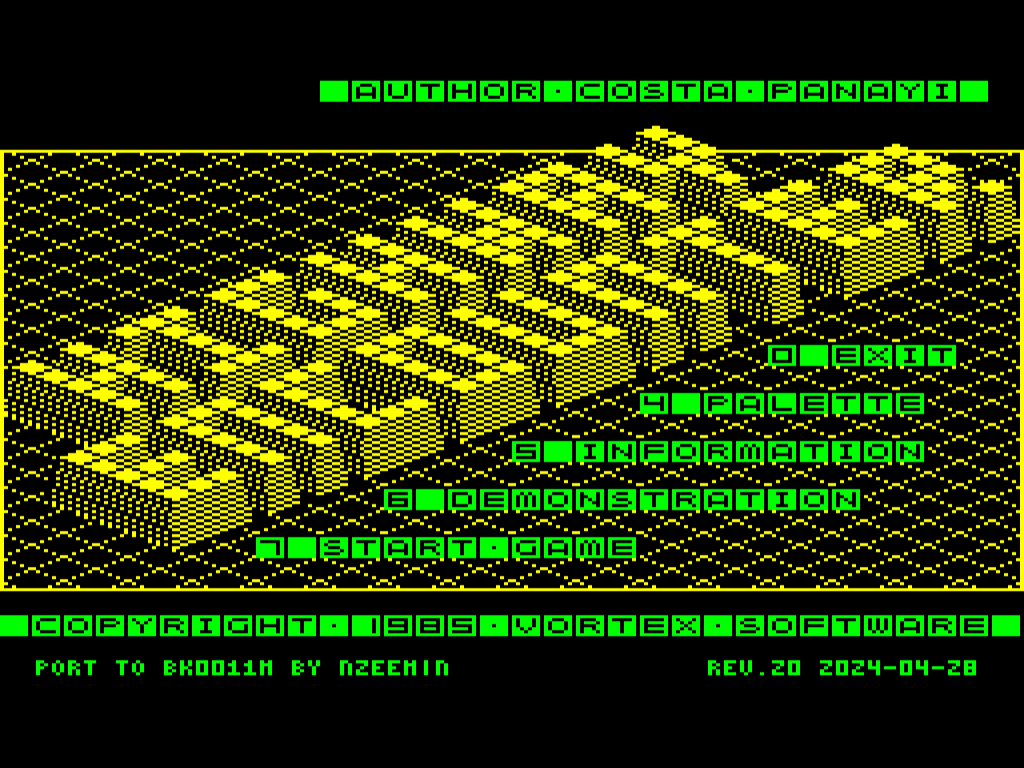 AUTHOR·COSTA·PANAYI
0 EXIT
4 PALETTE
5 INFORMATION
6 DEMONSTRATION
7 START·GAME
COPYRIGHT· 1985·VORTEX·SOFTWARE
PORT TO BK0011M BY NZEEMIN
REV.20 2024-04-28